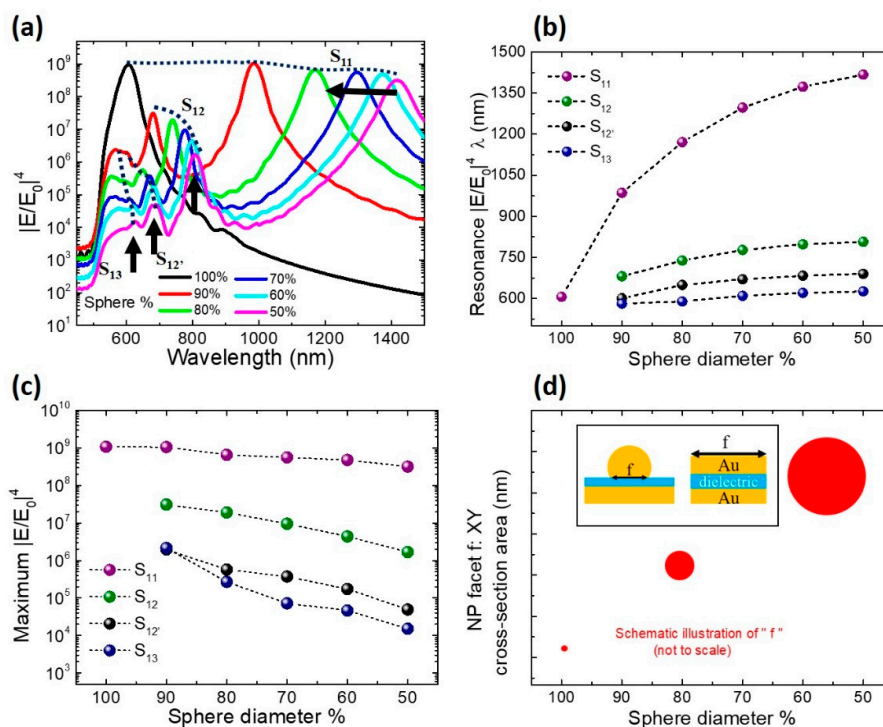 (a)
|E/E₀|⁴
10⁹
10⁸
10⁷
10⁶
10⁵
10⁴
10³
10²
10¹
S₁₁
S₁₂
S₁₂'
S₁₃
Sphere %
100%
90%
80%
70%
60%
50%
600 800 1000 1200 1400
Wavelength (nm)
(b)
Resonance |E/E₀|⁴ λ (nm)
1500
1350
1200
1050
900
750
600
S₁₁
S₁₂
S₁₂'
S₁₃
100 90 80 70 60 50
Sphere diameter %
(c)
Maximum |E/E₀|⁴
10¹⁰
10⁹
10⁸
10⁷
10⁶
10⁵
10⁴
10³
S₁₁
S₁₂
S₁₂'
S₁₃
100 90 80 70 60 50
Sphere diameter %
(d)
NP facet f: XY
cross-section area (nm)
f
f
Au
dielectric
Au
Schematic illustration of " f "
(not to scale)
100 90 80 70 60 50
Sphere diameter %